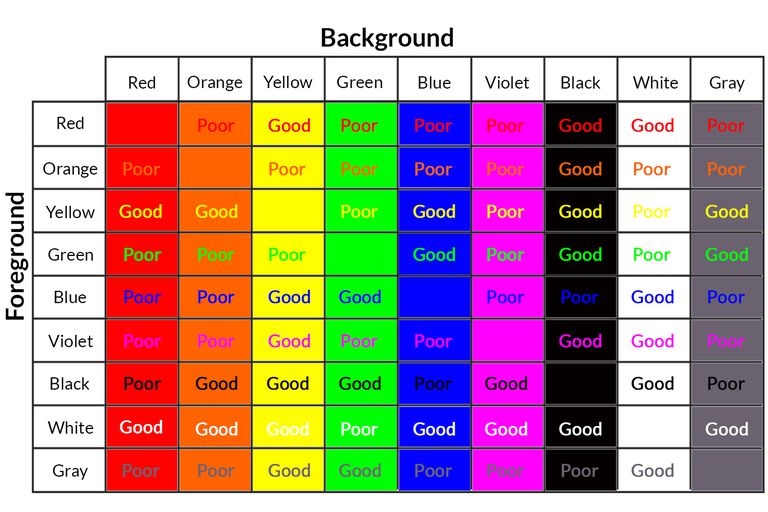 Background
Red Orange Yellow Green Blue Violet Black White Gray
Foreground
Red Poor Good Poor Poor Poor Good Good Poor
Orange Poor Poor Poor Poor Poor Good Poor Poor
Yellow Good Good Poor Good Poor Good Poor Good
Green Poor Poor Poor Good Poor Good Poor Good
Blue Poor Poor Good Good Poor Poor Good Poor
Violet Poor Poor Good Poor Poor Good Good Poor
Black Poor Good Good Good Poor Good Good Poor
White Good Good Good Poor Good Good Good Good
Gray Poor Poor Good Good Poor Poor Poor Good